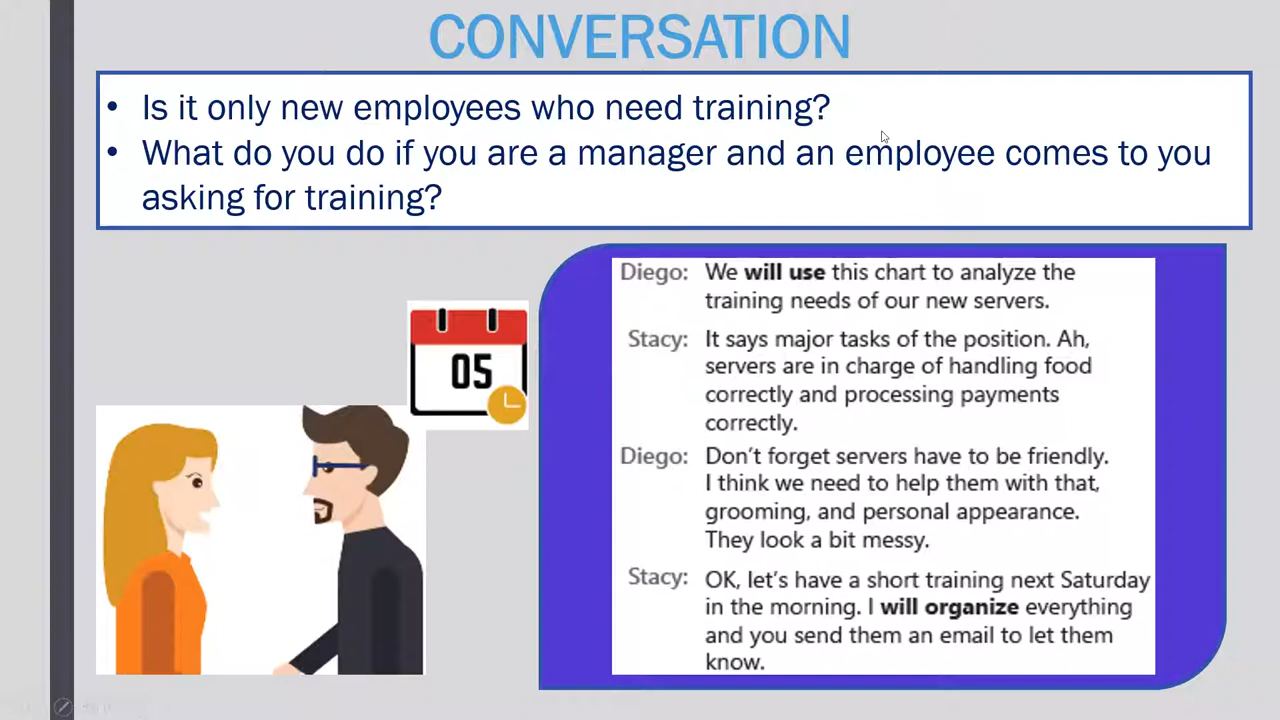 CONVERSATION
• Is it only new employees who need training?
• What do you do if you are a manager and an employee comes to you
asking for training?
05
Diego: We will use this chart to analyze the
training needs of our new servers.
Stacy: It says major tasks of the position. Ah,
servers are in charge of handling food
correctly and processing payments
correctly.
Diego: Don't forget servers have to be friendly.
I think we need to help them with that,
grooming, and personal appearance.
They look a bit messy.
Stacy: OK, let's have a short training next Saturday
in the morning. I will organize everything
and you send them an email to let them
know.